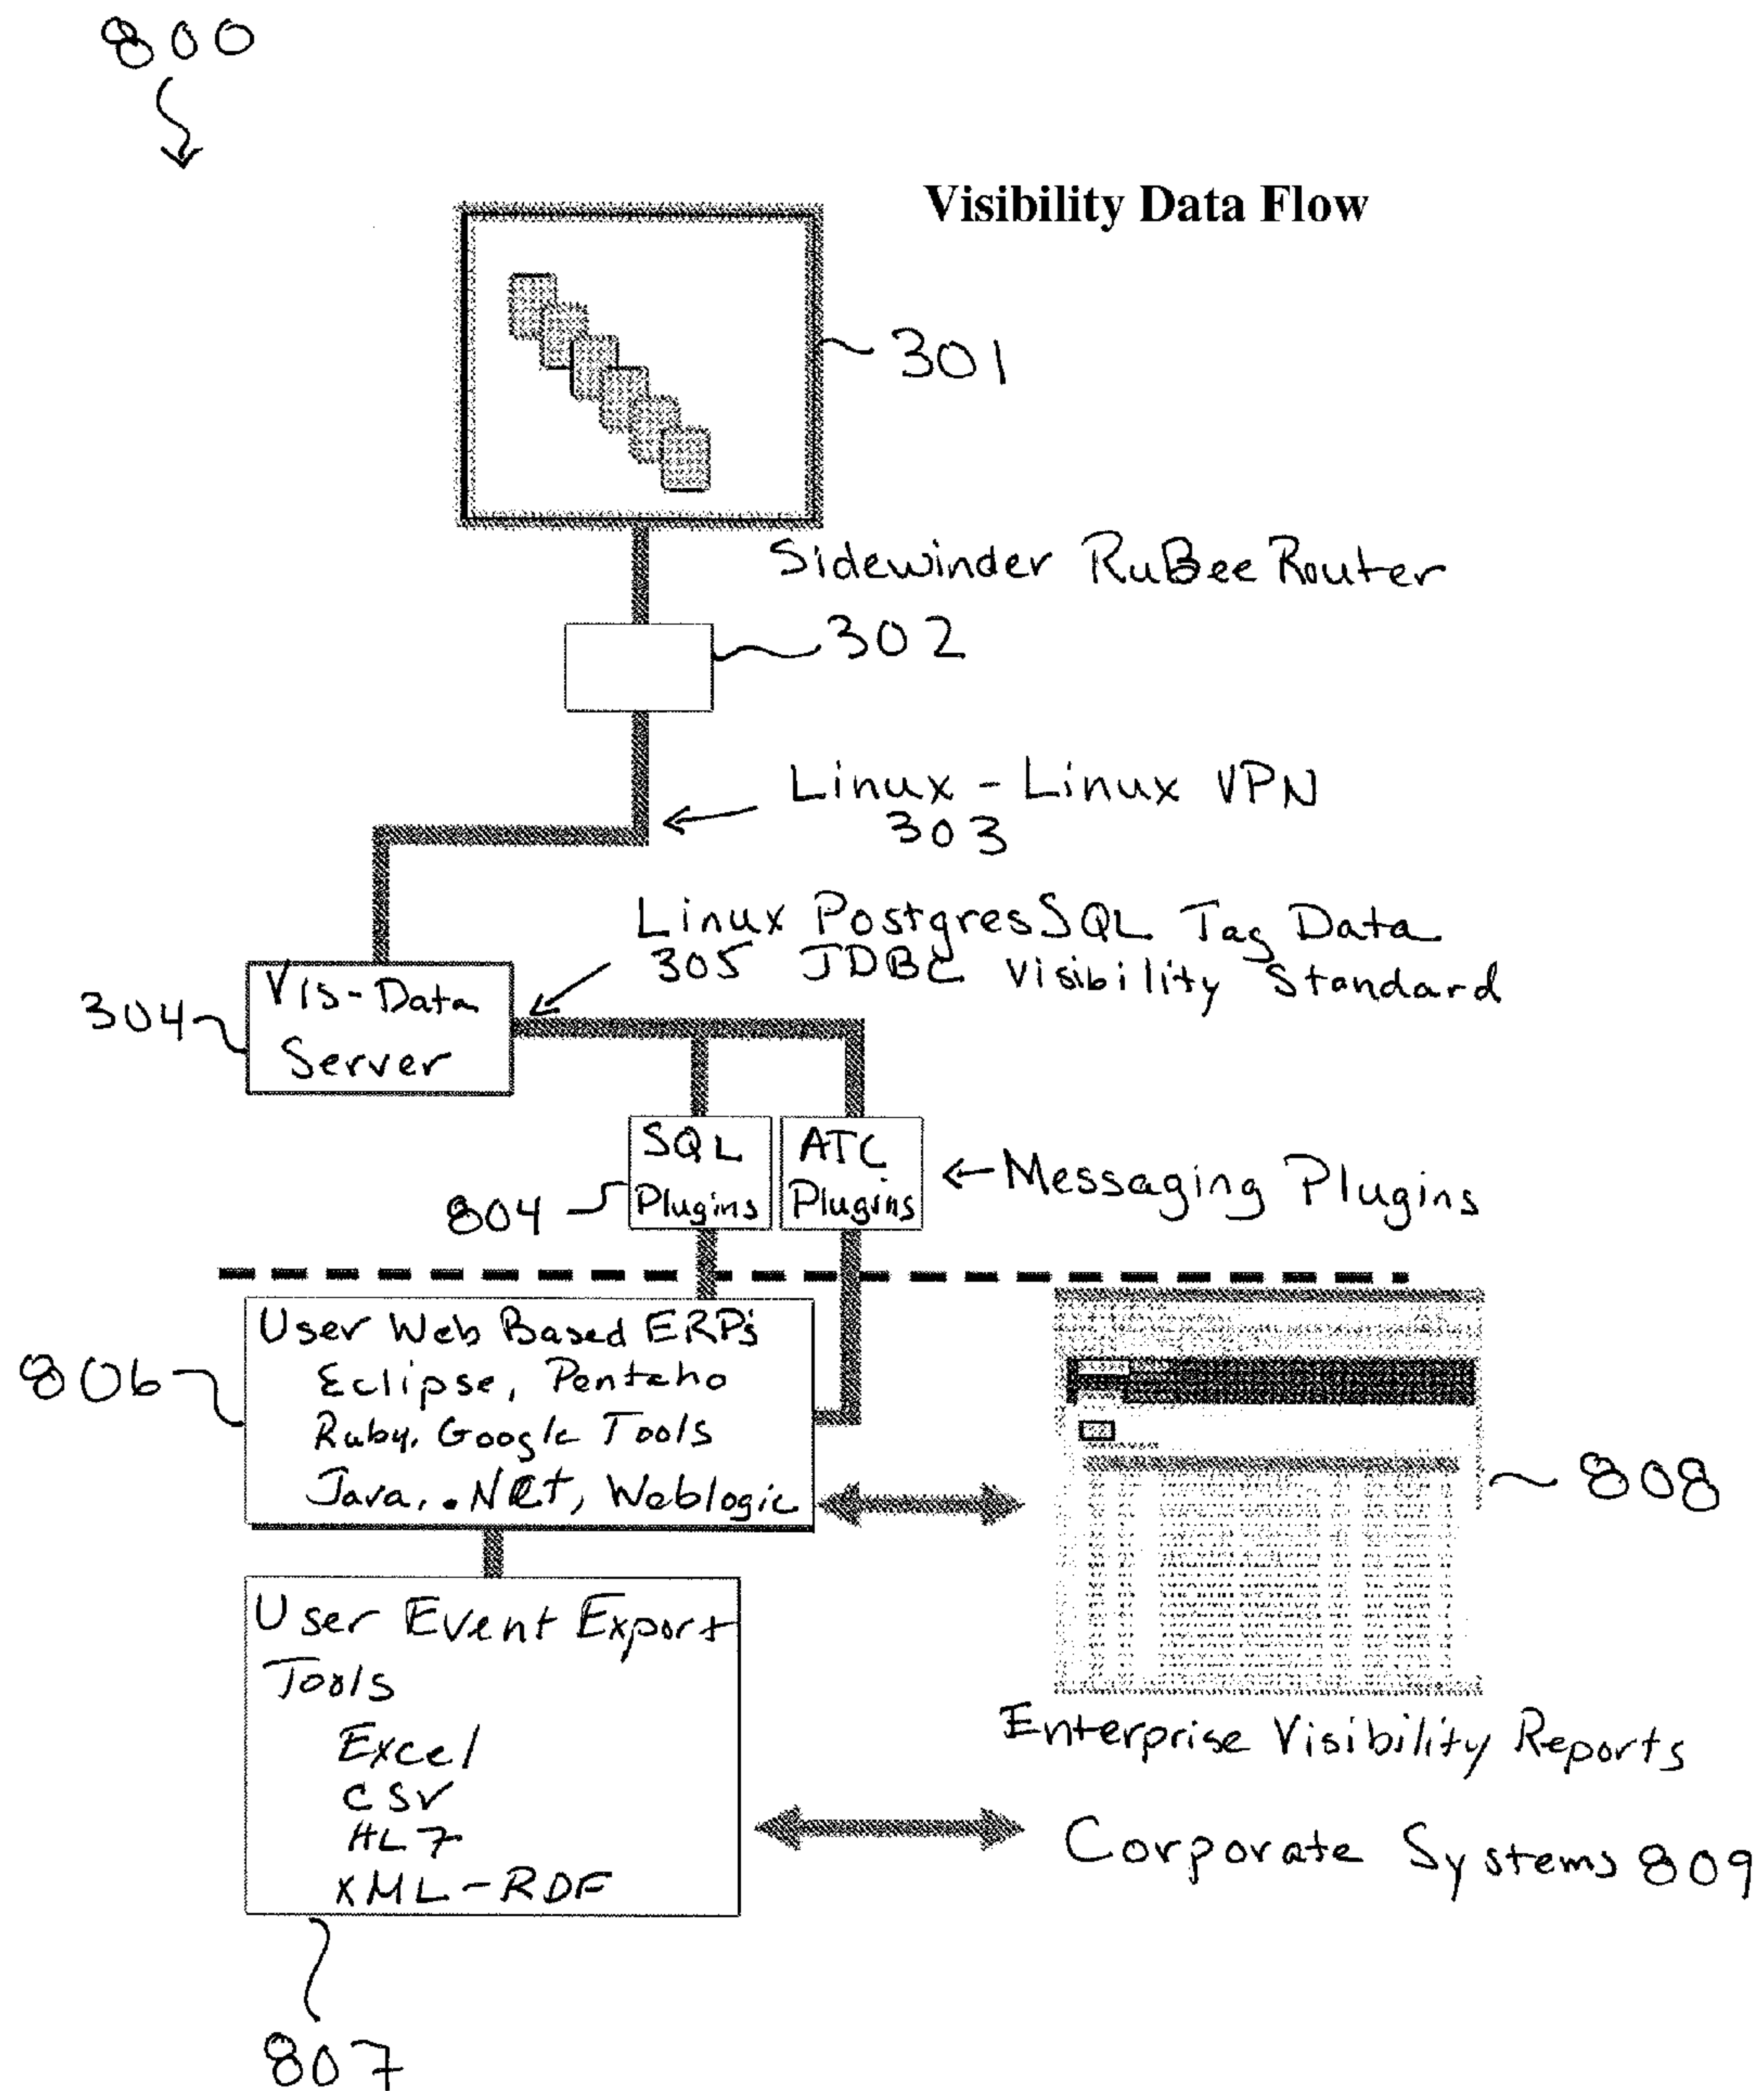 800
Visibility Data Flow
301
Sidewinder RuBee Router
302
Linux - Linux VPN
303
Linux PostgresSQL Tag Data
305 JDBC Visibility Standard
304
Vis-Data
Server
SQL
Plugins
ATC
Plugins
←Messaging Plugins
804
User Web Based ERP's
Eclipse, Pentaho
Ruby, Google Tools
Java, .Net, Weblogic
806
808
Enterprise Visibility Reports
User Event Export
Tools
Excel
CSV
HL7
XML-RDF
Corporate Systems 809
807